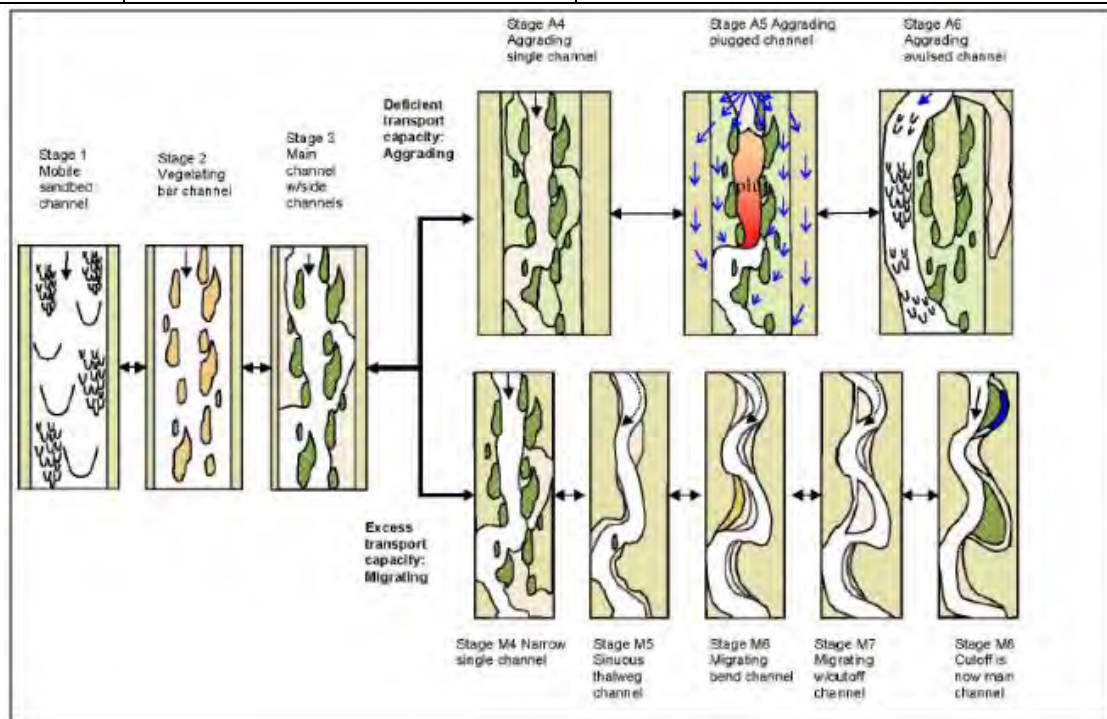 Stage A4
Aggrading
single channel
Stage A5 Aggrading
plugged channel
Stage A6
Aggrading
avulsed channel
Deficient
transport
capacity:
Aggrading
Stage 1
Mobile
sandbed
channel
Stage 2
Vegetating
bar channel
Stage 3
Main
channel
w/side
channels
plug
Excess
transport
capacity:
Migrating
Stage M4 Narrow
single channel
Stage M5
Sinuous
thalweg
channel
Stage M6
Migrating
bend channel
Stage M7
Migrating
w/cutoff
channel
Stage M8
Cutoff is
now main
channel